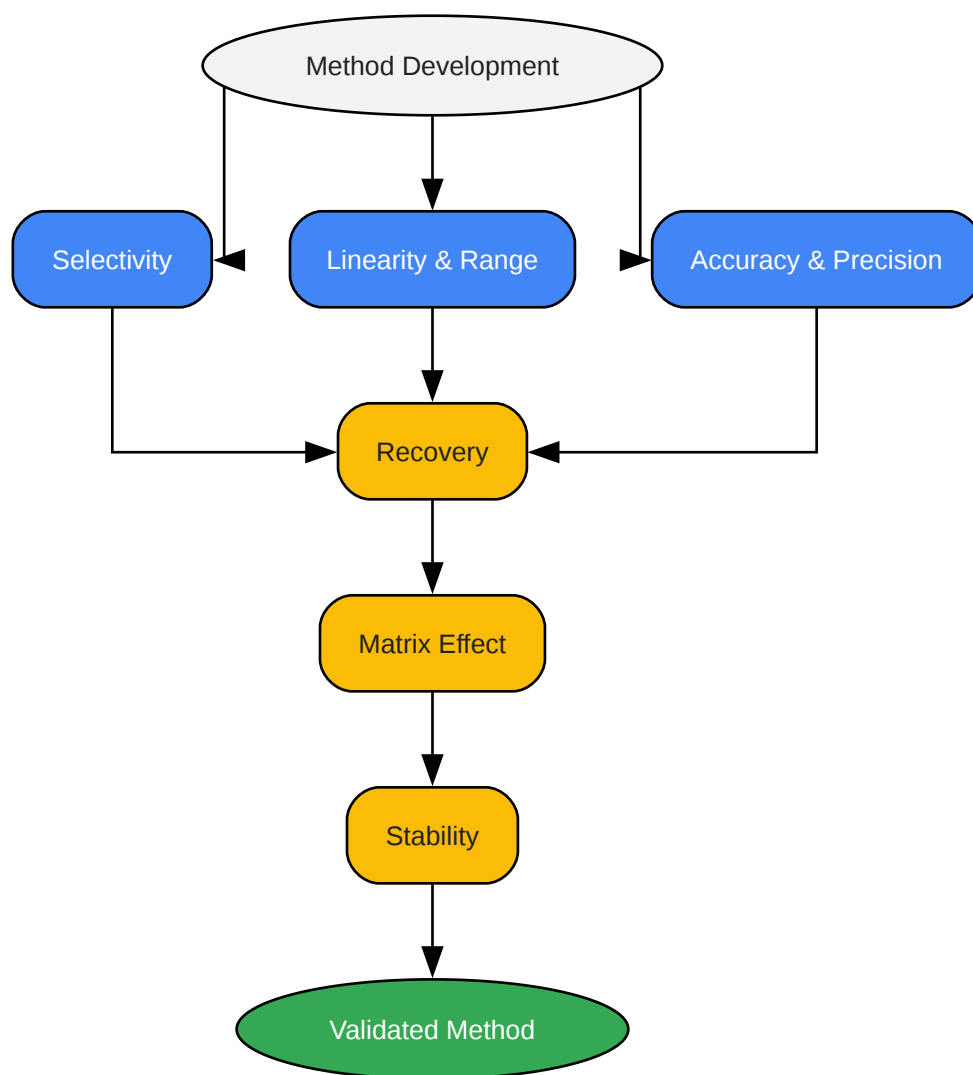 Method Development
Selectivity
Linearity & Range
Accuracy & Precision
Recovery
Matrix Effect
Stability
Validated Method